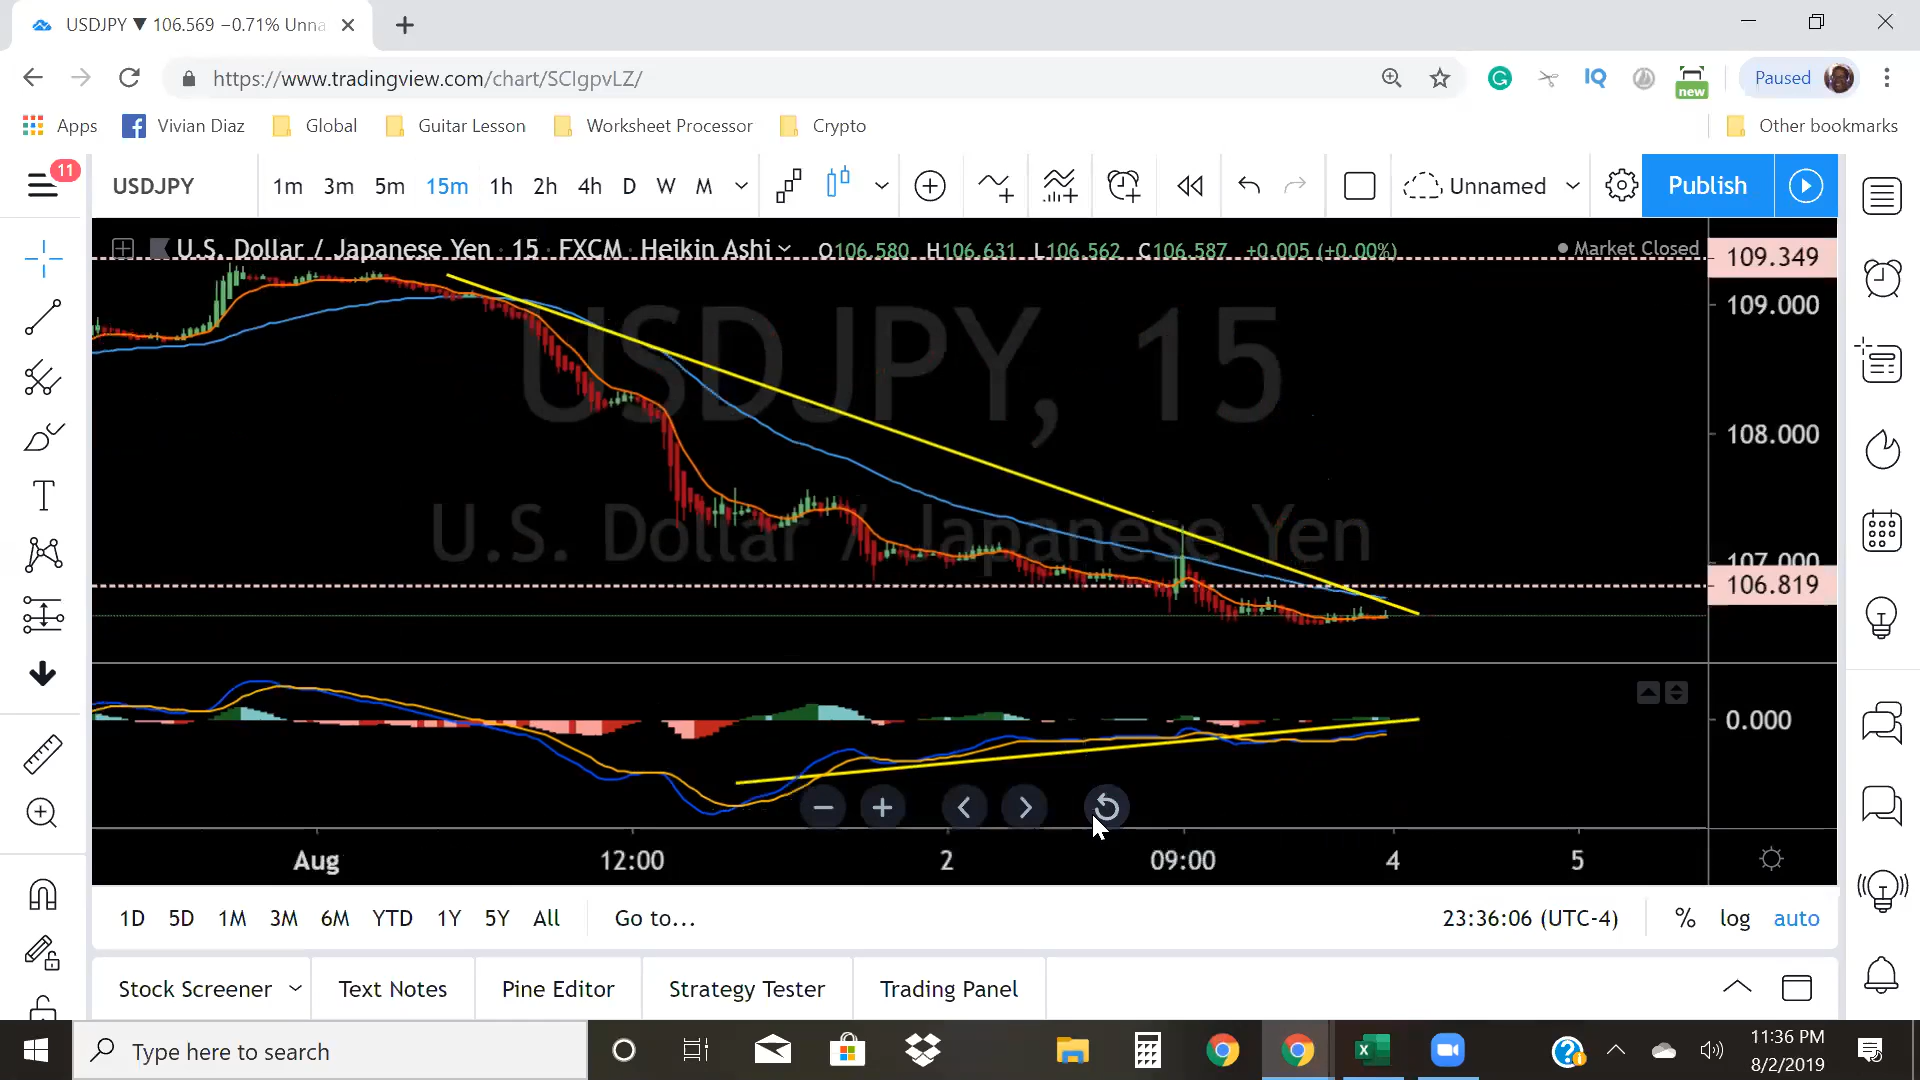 USDJPY ▼ 106.569 −0.71% Unna
https://www.tradingview.com/chart/SCIgpvLZ/
new
Paused
Apps
Vivian Diaz
Global
Guitar Lesson
Worksheet Processor
Crypto
Other bookmarks
11
USDJPY
1m 3m 5m 15m 1h 2h 4h D W M
Unnamed
Publish
U.S. Dollar / Japanese Yen · 15 · FXCM · Heikin Ashi
O106.580 H106.631 L106.562 C106.587 +0.005 (+0.00%)
Market Closed
109.349
109.000
USDJPY, 15
108.000
U.S. Dollar / Japanese Yen
107.000
106.819
0.000
Aug 12:00 2 09:00 4 5
1D 5D 1M 3M 6M YTD 1Y 5Y All
Go to...
23:36:06 (UTC-4)
% log auto
Stock Screener
Text Notes
Pine Editor
Strategy Tester
Trading Panel
Type here to search
11:36 PM
8/2/2019